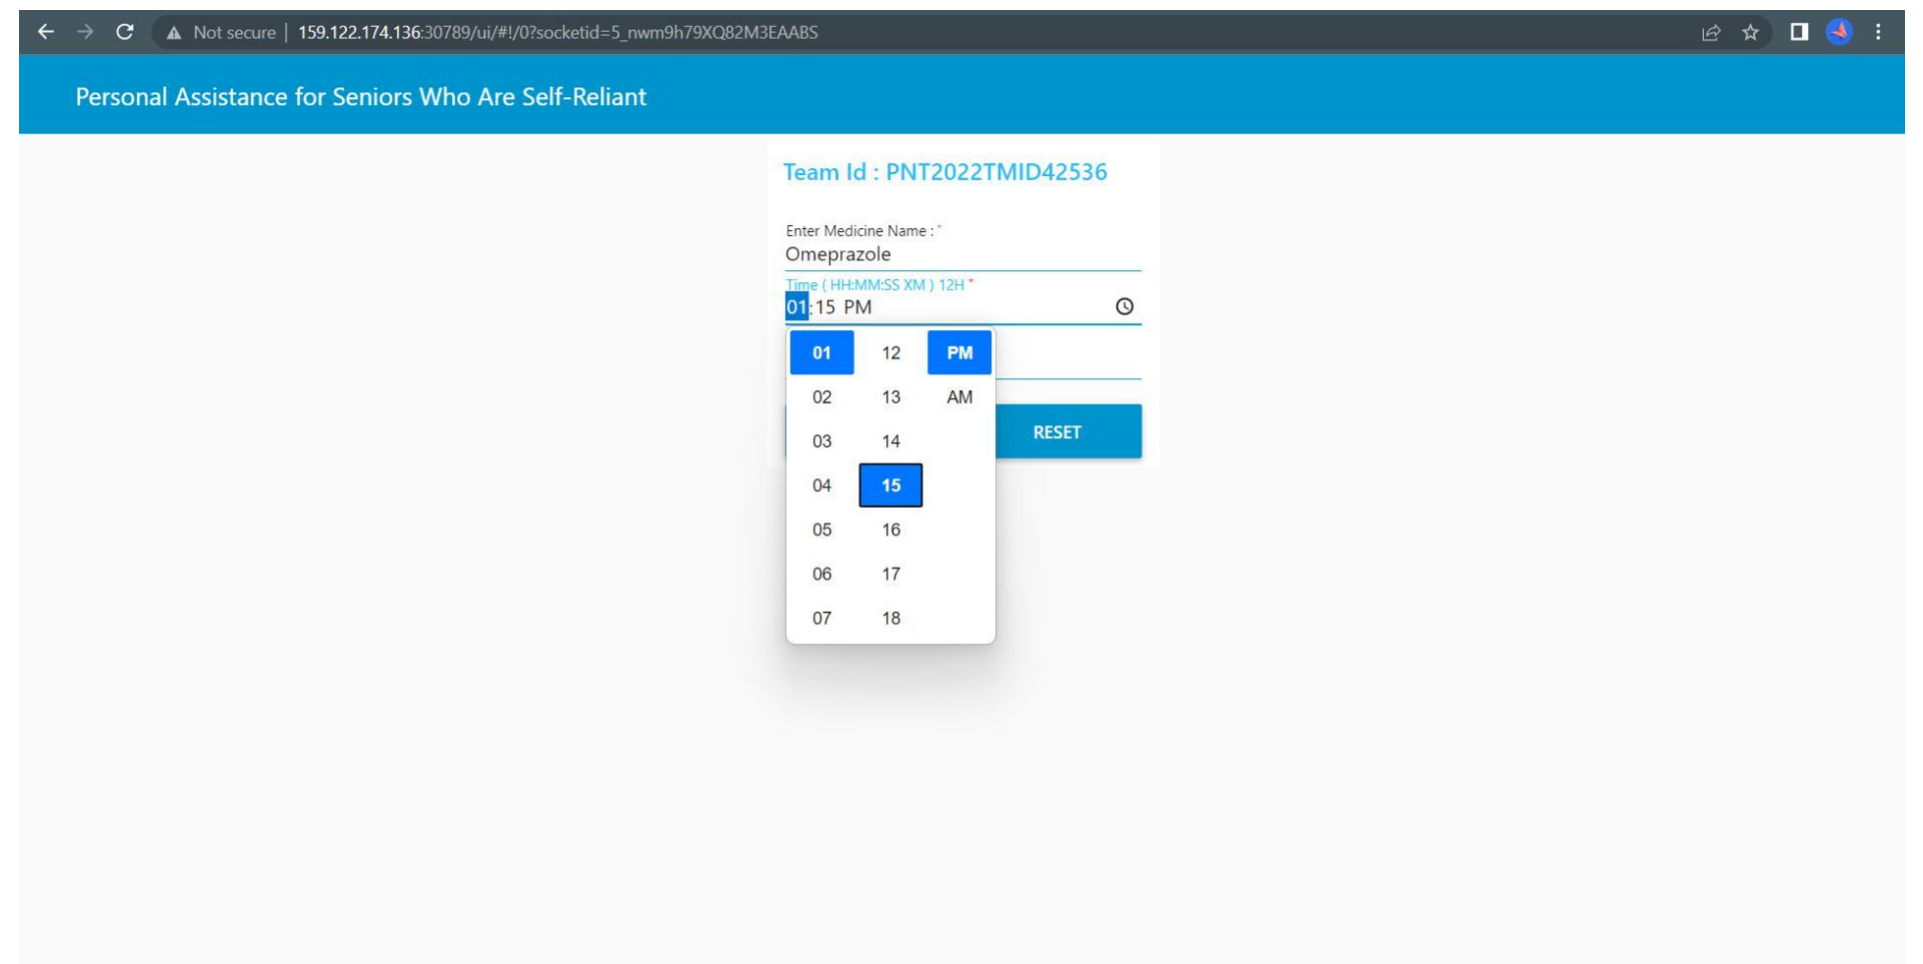 Not secure | 159.122.174.136:30789/ui/#!/0?socketid=5_nwm9h79XQ82M3EAABS
Personal Assistance for Seniors Who Are Self-Reliant
Team Id : PNT2022TMID42536
Enter Medicine Name : *
Omeprazole
Time ( HH:MM:SS XM ) 12H *
01:15 PM
01 12 PM
02 13 AM
03 14
RESET
04 15
05 16
06 17
07 18